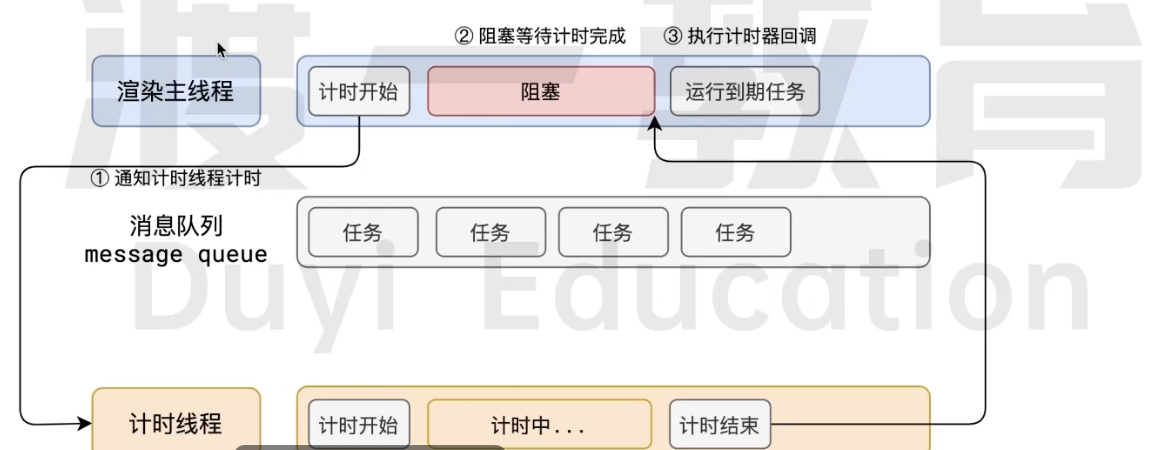 ② 阻塞等待计时完成
③ 执行计时器回调
渲染主线程
计时开始
阻塞
运行到期任务
① 通知计时线程计时
消息队列
message queue
任务
任务
任务
任务
计时线程
计时开始
计时中...
计时结束
渡一教育
Duyi Education